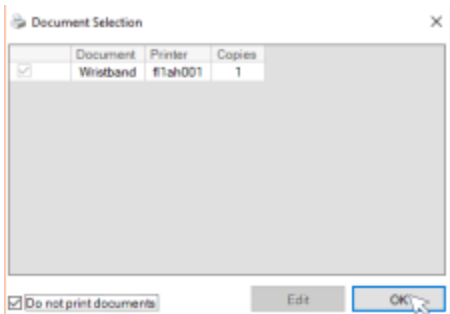 Document Selection
Document Printer Copies
Wristband fl1ah001 1
Do not print documents
Edit
OK